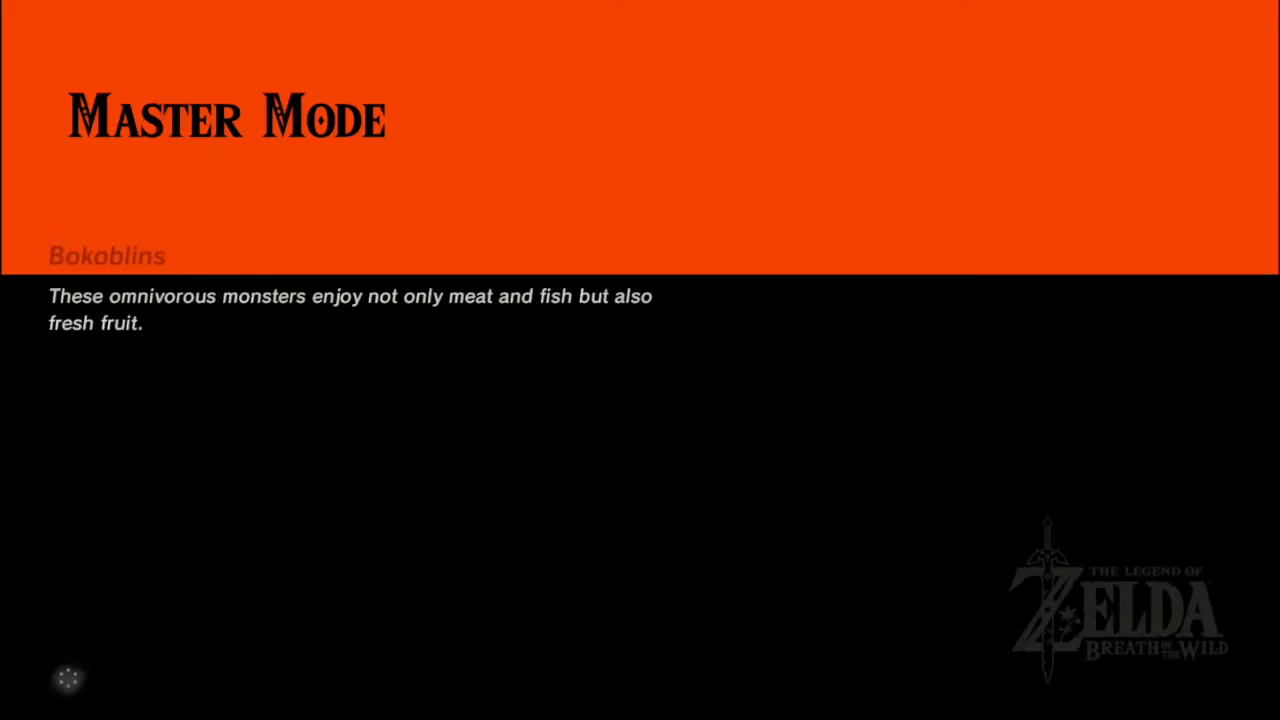 Master Mode
Bokoblins
These omnivorous monsters enjoy not only meat and fish but also
fresh fruit.
THE LEGEND OF
ZELDA
BREATH OF THE WILD